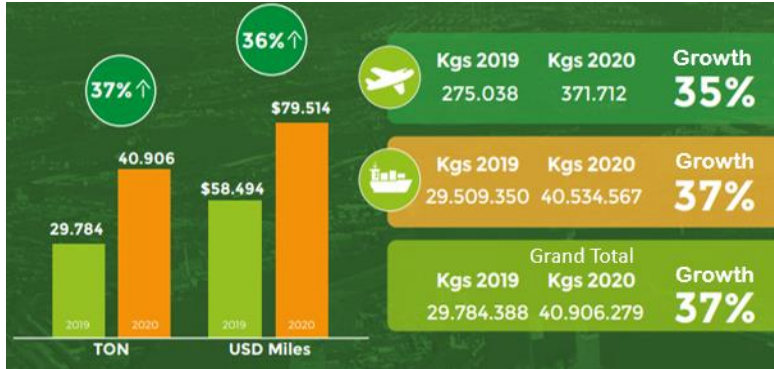 36%↑
37%↑
$79.514
40.906
$58.494
29.784
2019
2020
2019
2020
TON
USD Miles
Kgs 2019 Kgs 2020 Growth
275.038 371.712 35%
Kgs 2019 Kgs 2020 Growth
29.509.350 40.534.567 37%
Grand Total
Kgs 2019 Kgs 2020 Growth
29.784.388 40.906.279 37%